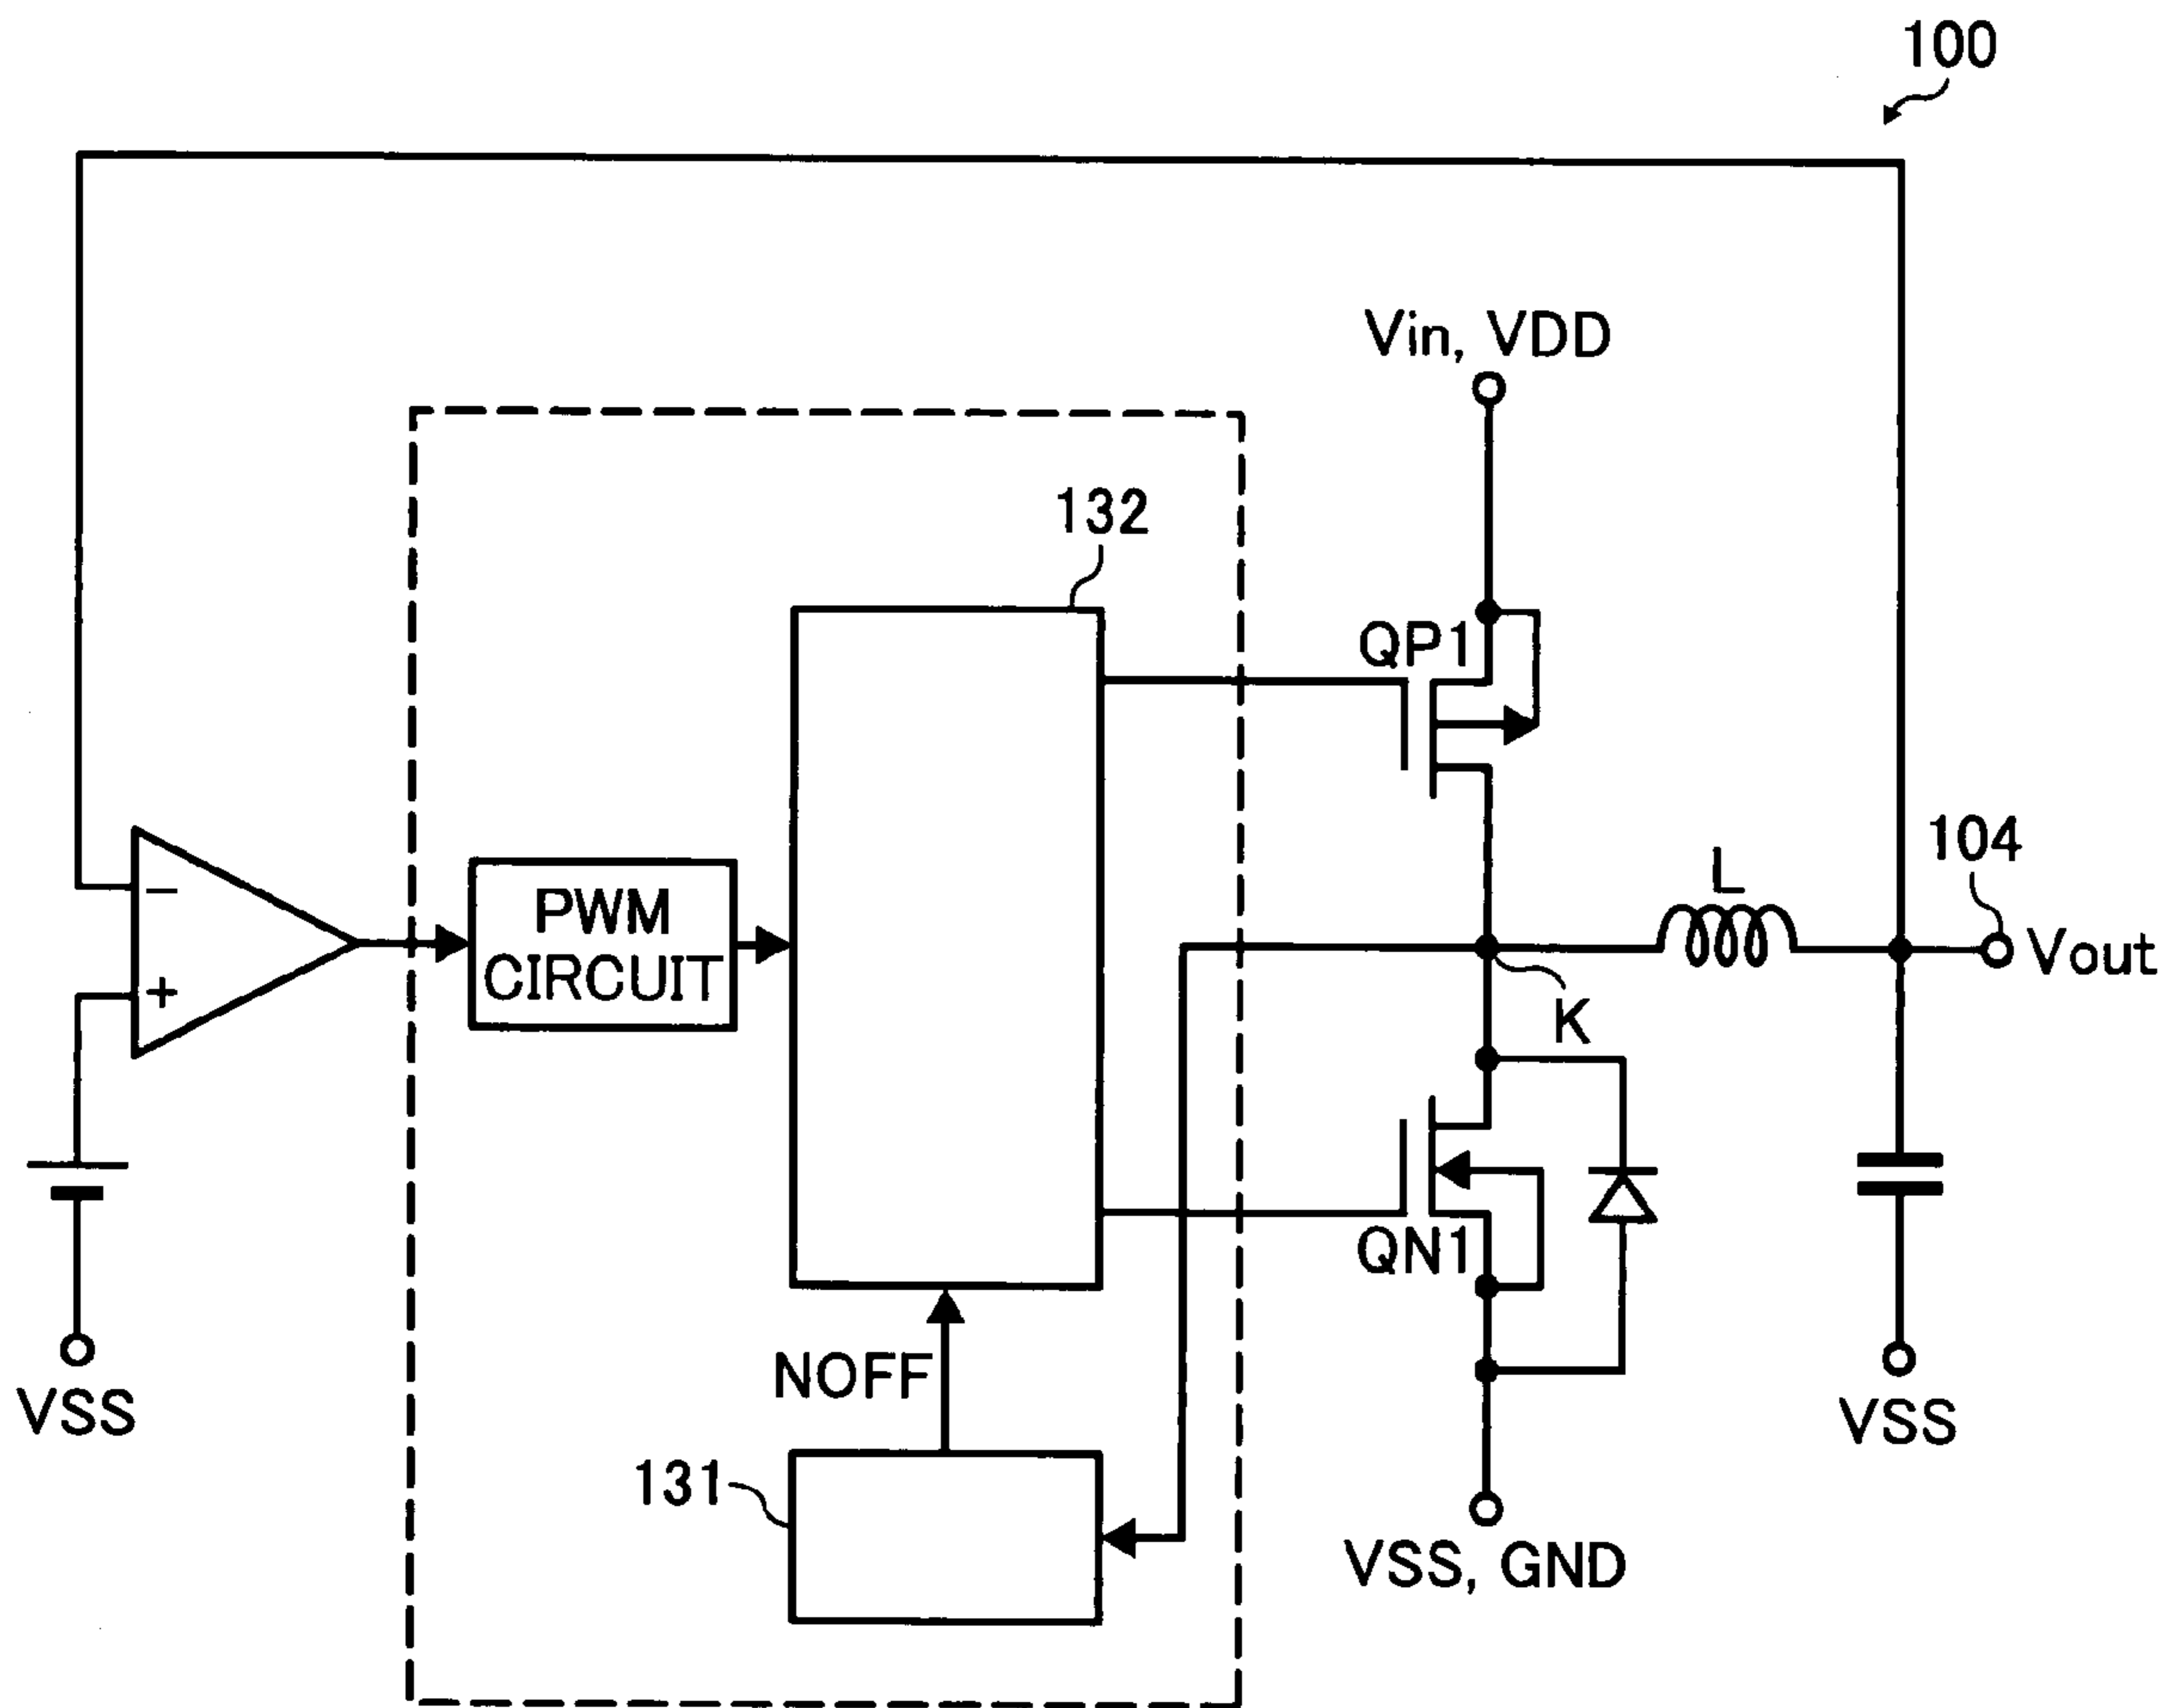 100
Vin, VDD
132
QP1
104
L
−
PWM
CIRCUIT
Vout
+
K
QN1
NOFF
VSS
VSS
131
VSS, GND